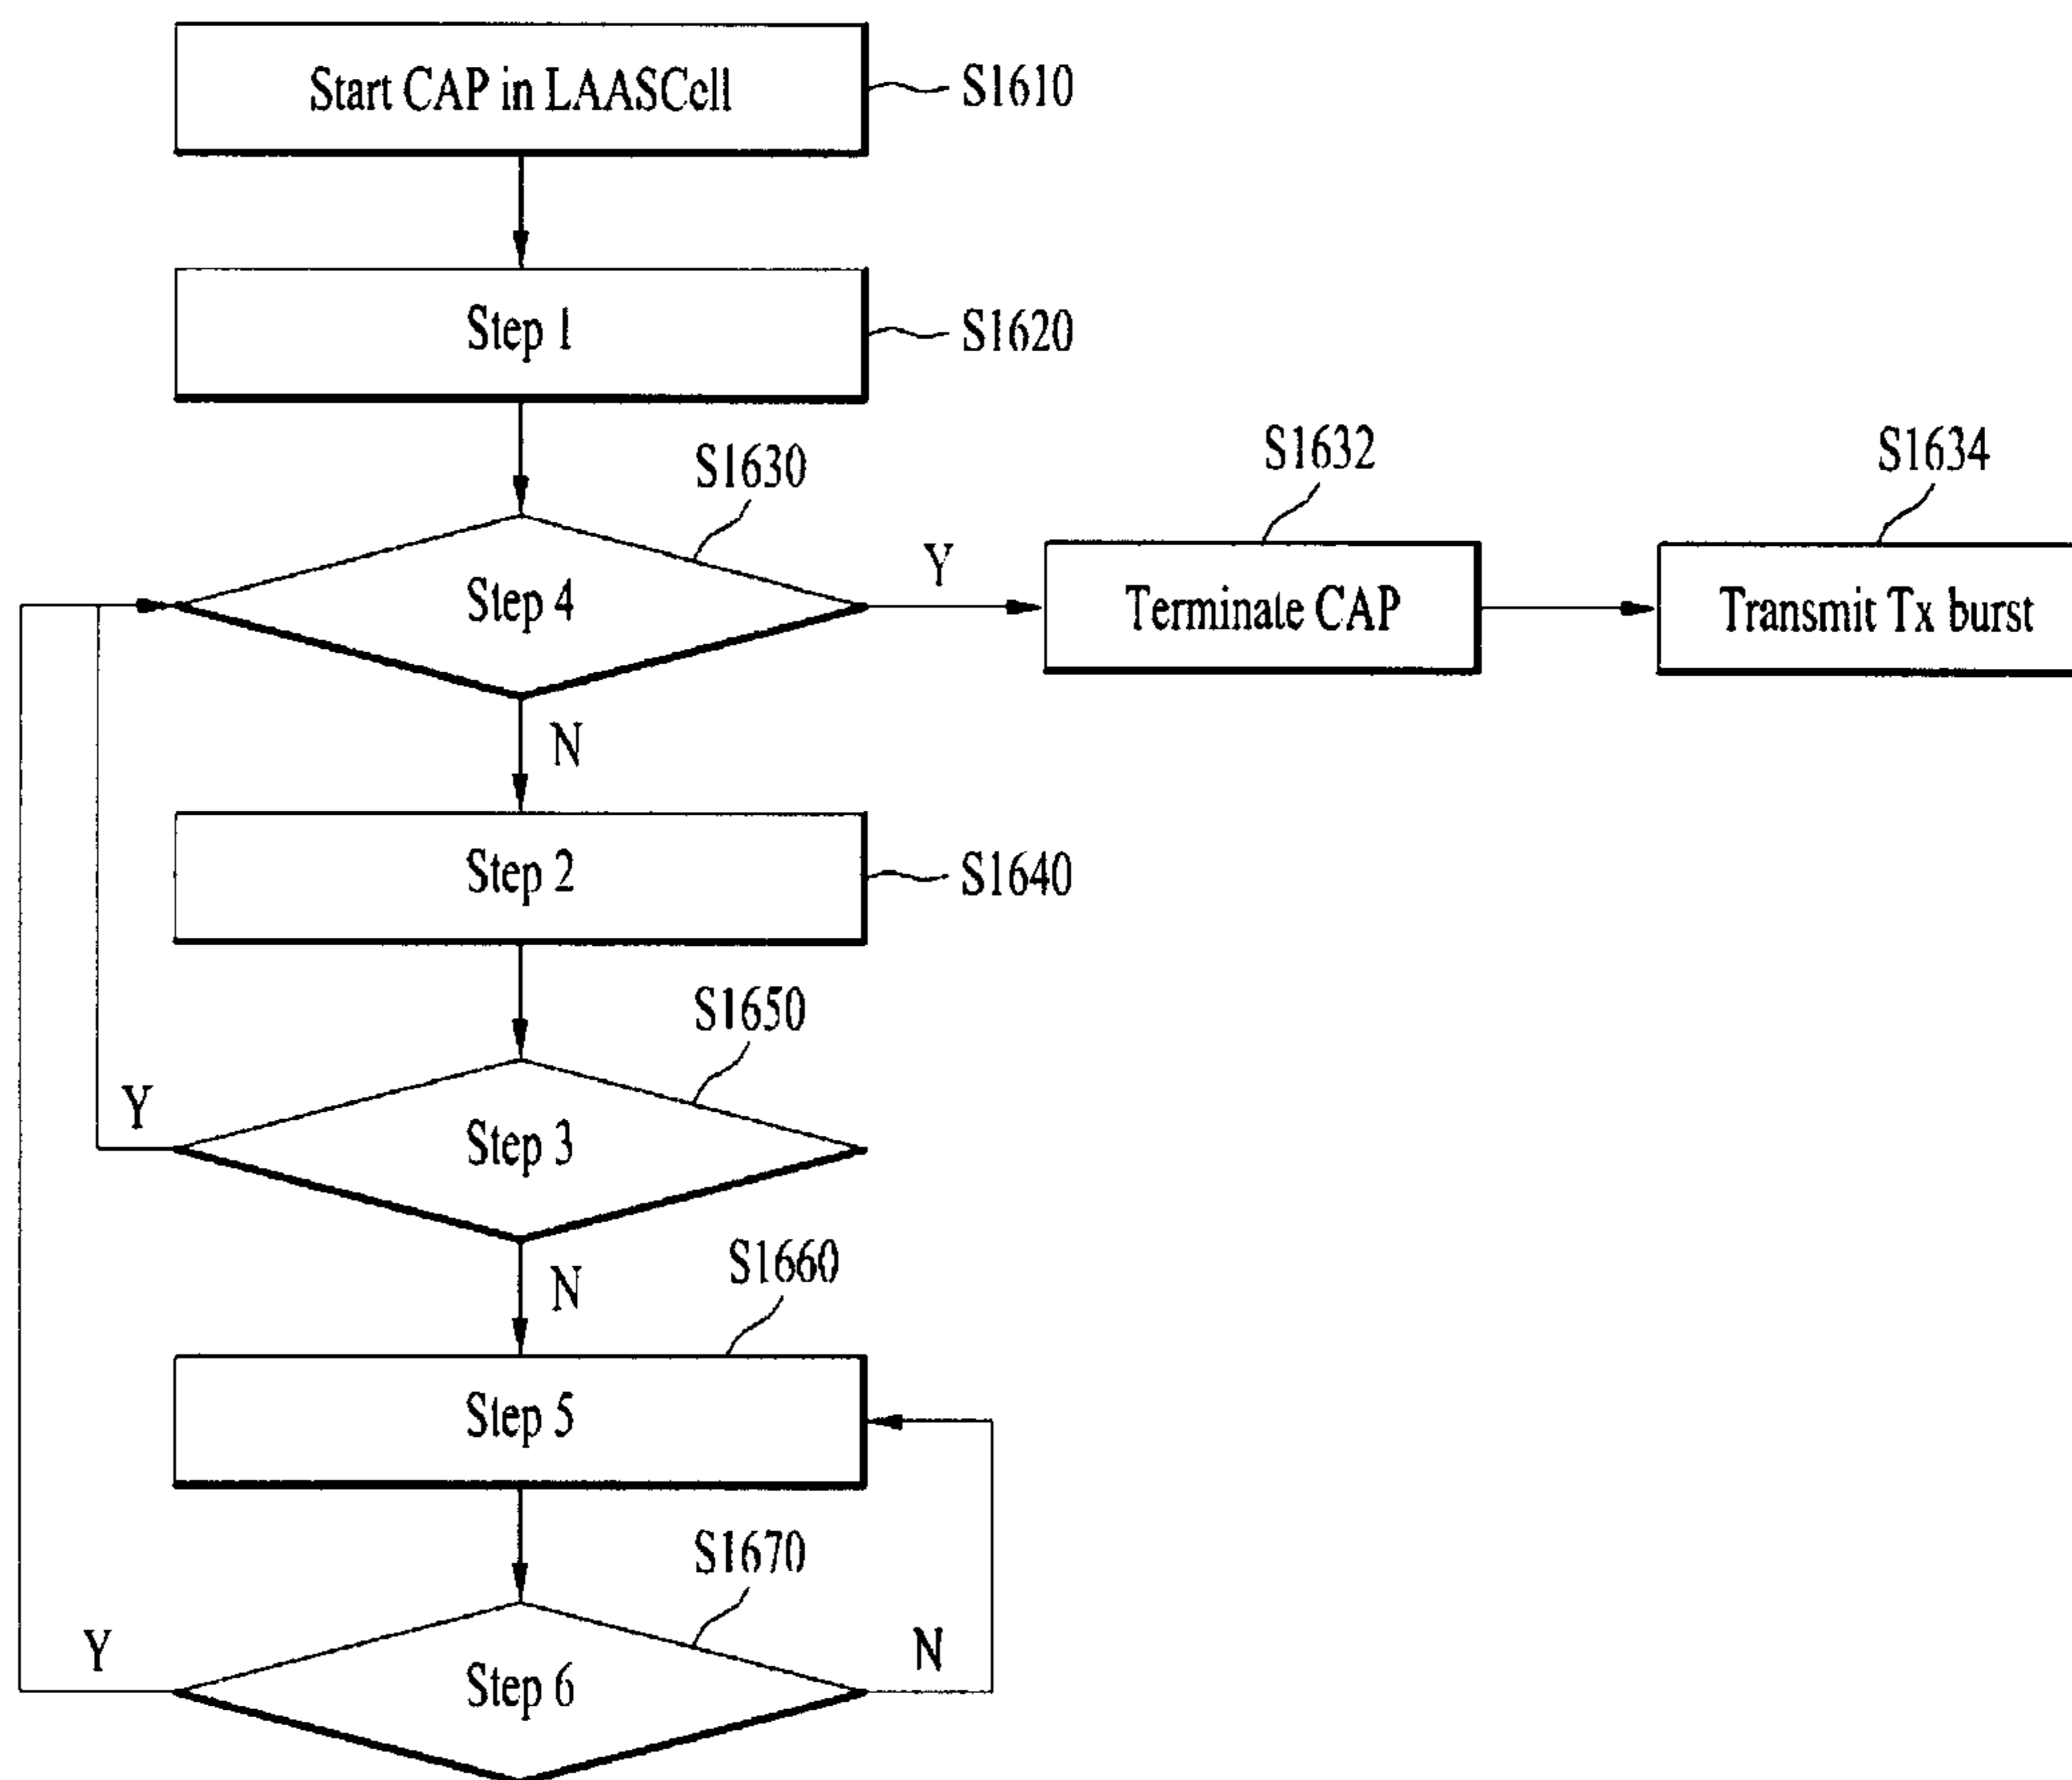 Start CAP in LAASCell
S1610
Step 1
S1620
S1630
S1632
S1634
Step 4
Y
Terminate CAP
Transmit Tx burst
N
Step 2
S1640
S1650
Y
Step 3
N
S1660
Step 5
S1670
Y
Step 6
N